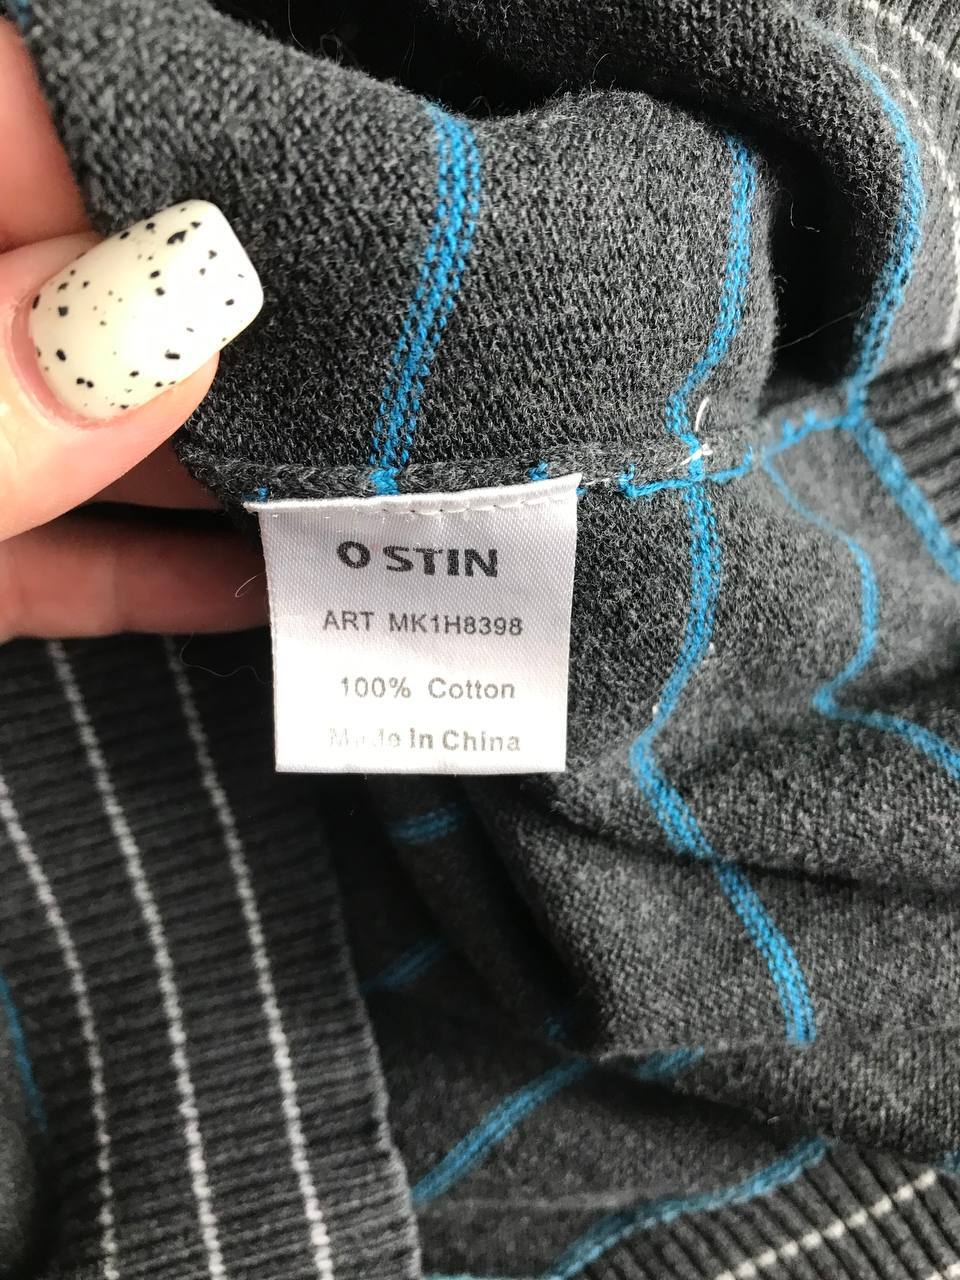 O'STIN
ART MK1H8398
100% Cotton
Made In China